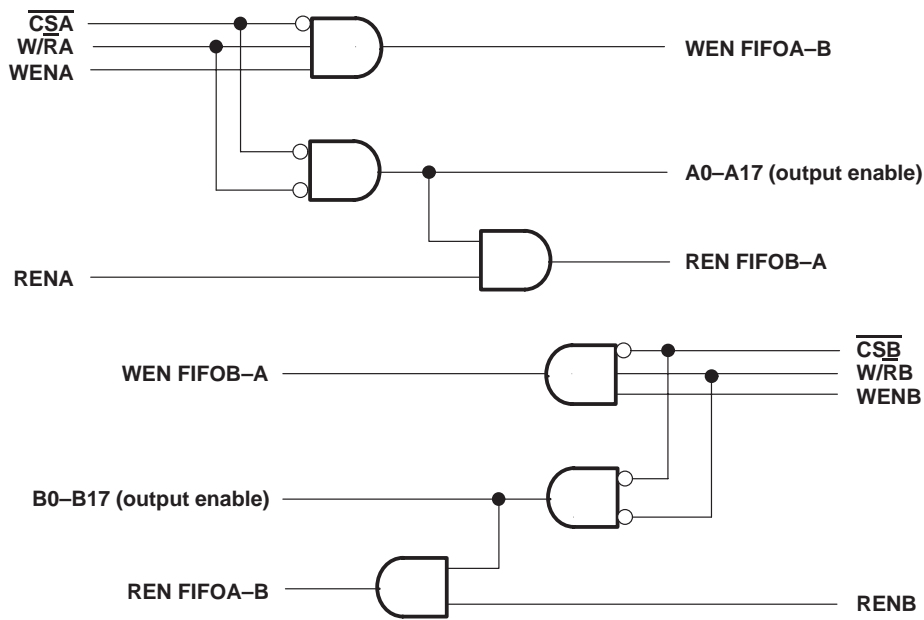 CSA
W/RA
WENA
WEN FIFOA–B
A0–A17 (output enable)
REN FIFOB–A
RENA
WEN FIFOB–A
CSB
W/RB
WENB
B0–B17 (output enable)
REN FIFOA–B
RENB